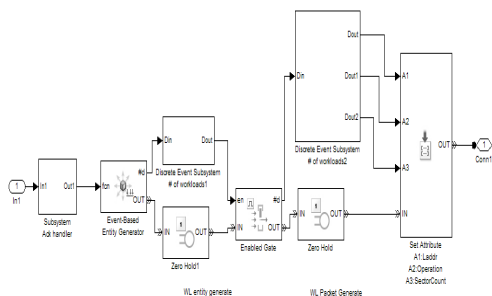 1
In1
In1
Out1
Subsystem
Ack handler
fcn
#d
OUT
Event-Based
Entity Generator
Din
Dout
Discrete Event Subsystem
# of workloads1
IN
OUT
Zero Hold1
en
#d
IN
OUT
Enabled Gate
Din
Dout
Dout1
Dout2
Discrete Event Subsystem
# of workloads2
IN
OUT
Zero Hold
A1
A2
A3
IN
OUT
Set Attribute
A1:Laddr
A2:Operation
A3:SectorCount
1
Conn1
WL entity generate
WL Packet Generate